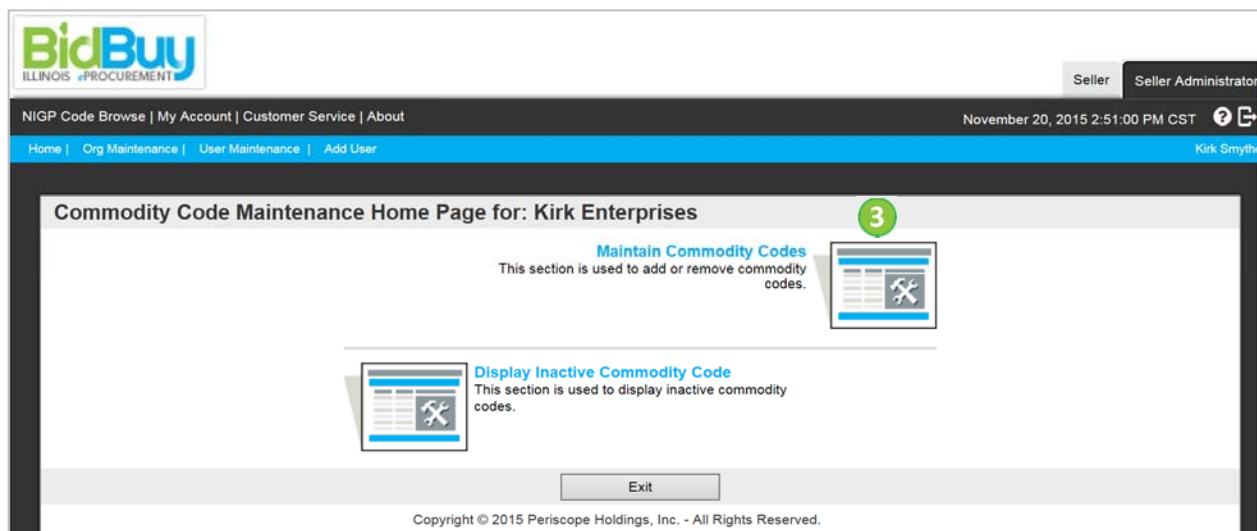 BidBuy
ILLINOIS ePROCUREMENT
Seller
Seller Administrator
NIGP Code Browse | My Account | Customer Service | About
November 20, 2015 2:51:00 PM CST
Home | Org Maintenance | User Maintenance | Add User
Kirk Smythe
Commodity Code Maintenance Home Page for: Kirk Enterprises
3
Maintain Commodity Codes
This section is used to add or remove commodity
codes.
Display Inactive Commodity Code
This section is used to display inactive commodity
codes.
Exit
Copyright © 2015 Periscope Holdings, Inc. - All Rights Reserved.